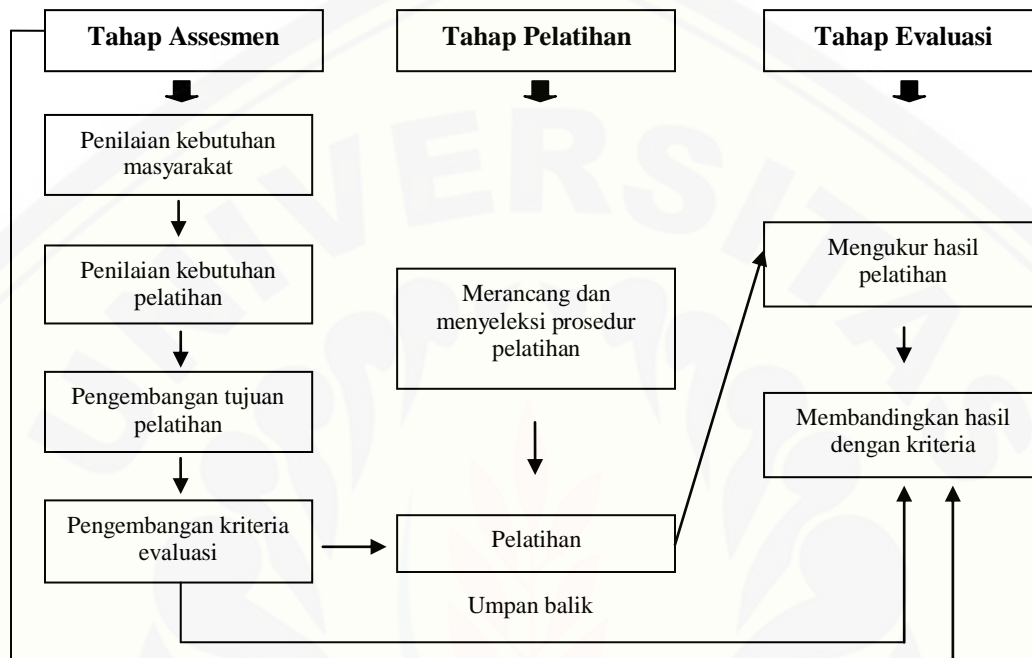 Tahap Assesmen
Tahap Pelatihan
Tahap Evaluasi
Penilaian kebutuhan
masyarakat
Penilaian kebutuhan
pelatihan
Pengembangan tujuan
pelatihan
Pengembangan kriteria
evaluasi
Merancang dan
menyeleksi prosedur
pelatihan
Pelatihan
Mengukur hasil
pelatihan
Membandingkan hasil
dengan kriteria
Umpan balik
UNIVERSITAS